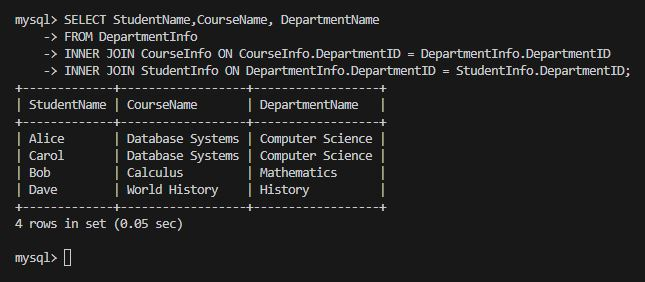 mysql> SELECT StudentName,CourseName, DepartmentName
    -> FROM DepartmentInfo
    -> INNER JOIN CourseInfo ON CourseInfo.DepartmentID = DepartmentInfo.DepartmentID
    -> INNER JOIN StudentInfo ON DepartmentInfo.DepartmentID = StudentInfo.DepartmentID;
+-------------+------------------+------------------+
| StudentName | CourseName       | DepartmentName   |
+-------------+------------------+------------------+
| Alice       | Database Systems | Computer Science |
| Carol       | Database Systems | Computer Science |
| Bob         | Calculus         | Mathematics      |
| Dave        | World History    | History          |
+-------------+------------------+------------------+
4 rows in set (0.05 sec)

mysql>